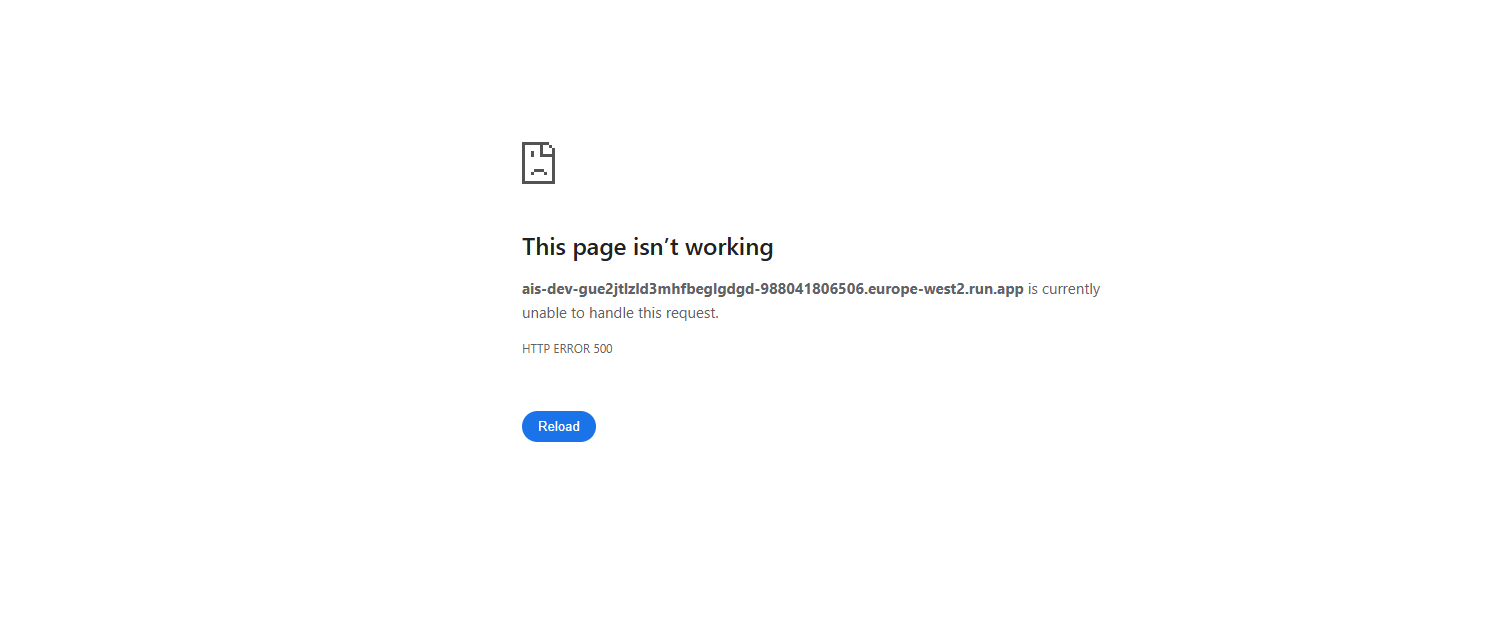 This page isn’t working
ais-dev-gue2jtlzld3mhfbeglgdgd-988041806506.europe-west2.run.app is currently
unable to handle this request.
HTTP ERROR 500
Reload